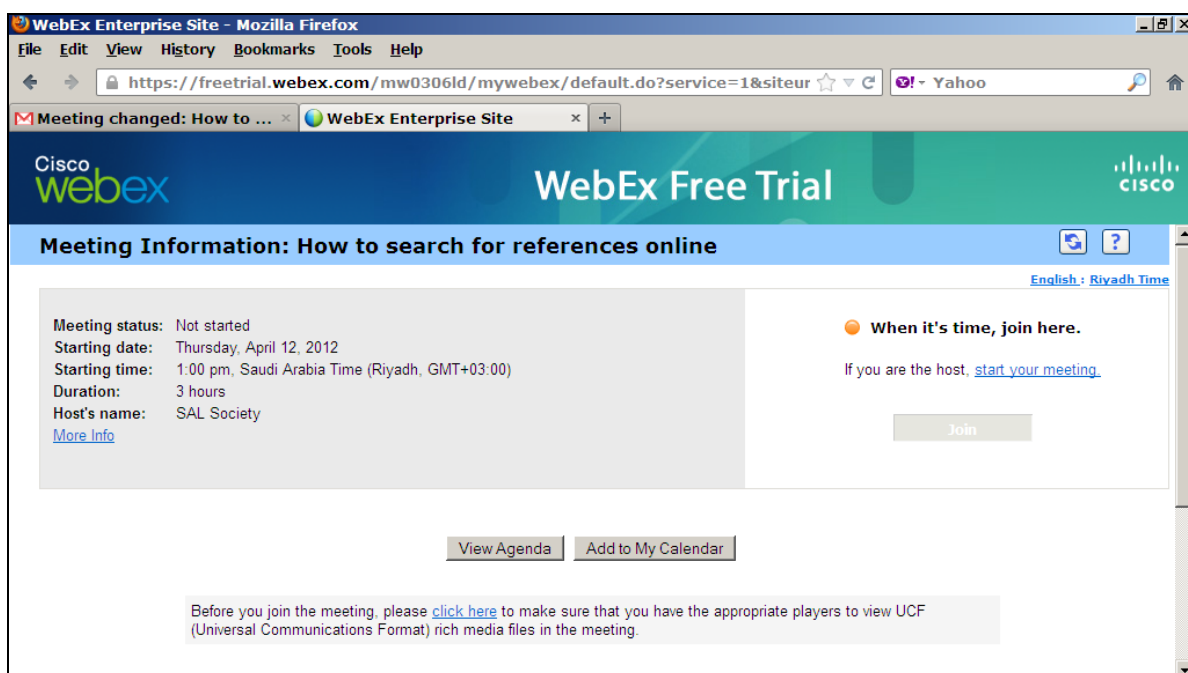 WebEx Enterprise Site - Mozilla Firefox
File Edit View History Bookmarks Tools Help
https://freetrial.webex.com/mw0306ld/mywebex/default.do?service=1&siteur
Yahoo
Meeting changed: How to ...
WebEx Enterprise Site
Cisco
webex
WebEx Free Trial
cisco
Meeting Information: How to search for references online
?
English : Riyadh Time
Meeting status: Not started
Starting date: Thursday, April 12, 2012
Starting time: 1:00 pm, Saudi Arabia Time (Riyadh, GMT+03:00)
Duration: 3 hours
Host's name: SAL Society
More Info
When it's time, join here.
If you are the host, start your meeting.
Join
View Agenda Add to My Calendar
Before you join the meeting, please click here to make sure that you have the appropriate players to view UCF
(Universal Communications Format) rich media files in the meeting.